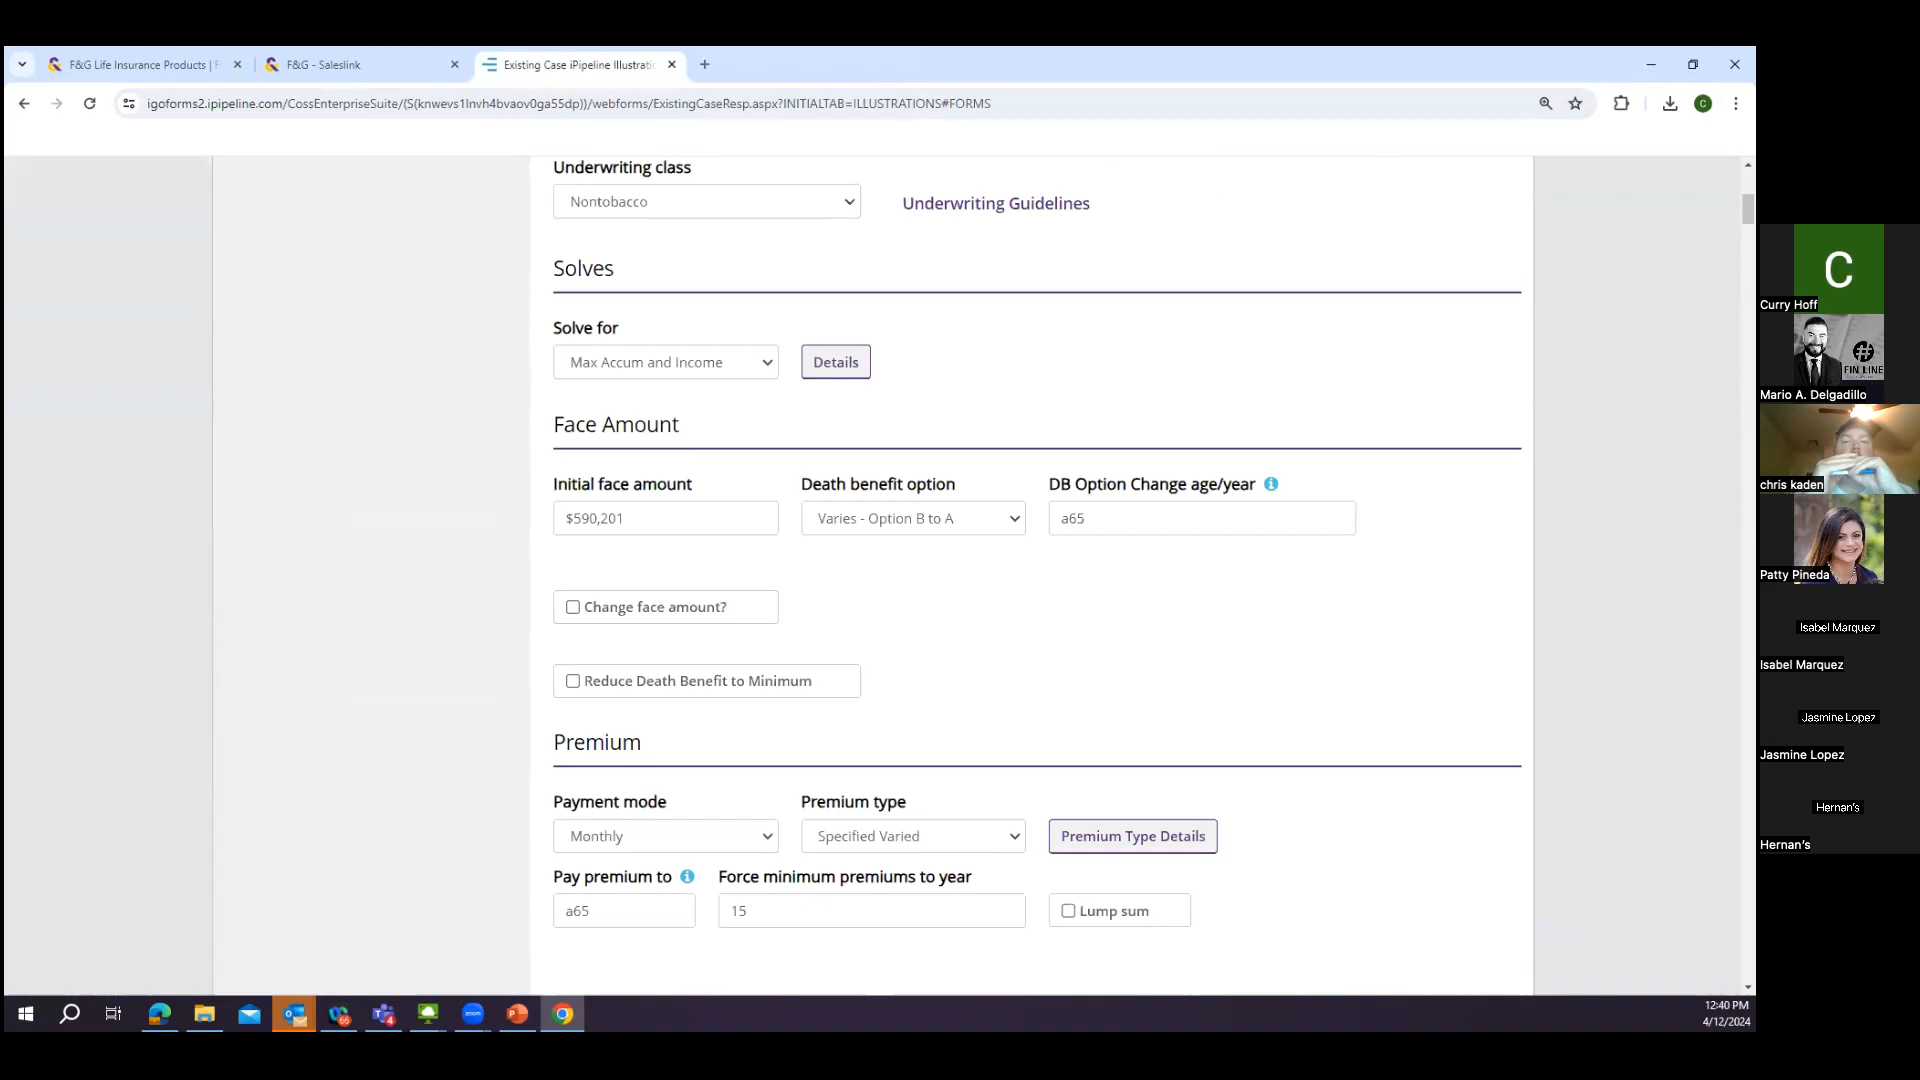 F&G Life Insurance Products | F
F&G - Saleslink
Existing Case iPipeline Illustratio
igoforms2.ipipeline.com/CossEnterpriseSuite/(S(knwevs1lnvh4bvaov0ga55dp))/webforms/ExistingCaseResp.aspx?INITIALTAB=ILLUSTRATIONS#FORMS
C
Underwriting class
Nontobacco
Underwriting Guidelines
Solves
Solve for
Max Accum and Income
Details
Face Amount
Initial face amount
Death benefit option
DB Option Change age/year
$590,201
Varies - Option B to A
a65
Change face amount?
Reduce Death Benefit to Minimum
Premium
Payment mode
Premium type
Monthly
Specified Varied
Premium Type Details
Pay premium to
Force minimum premiums to year
a65
15
Lump sum
C
Curry Hoff
FIN LINE
Mario A. Delgadillo
chris kaden
Patty Pineda
Isabel Marquez
Isabel Marquez
Jasmine Lopez
Jasmine Lopez
Hernan's
Hernan's
66
4
zoom
12:40 PM
4/12/2024